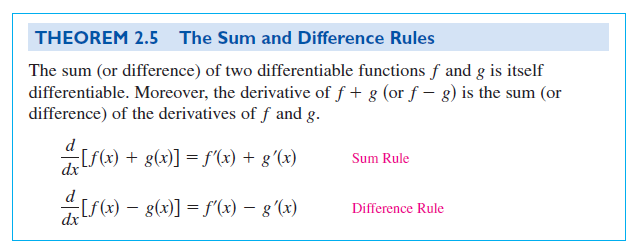 THEOREM 2.5 The Sum and Difference Rules
The sum (or difference) of two differentiable functions f and g is itself
differentiable. Moreover, the derivative of f + g (or f − g) is the sum (or
difference) of the derivatives of f and g.
d/dx [f(x) + g(x)] = f′(x) + g′(x) Sum Rule
d/dx [f(x) − g(x)] = f′(x) − g′(x) Difference Rule